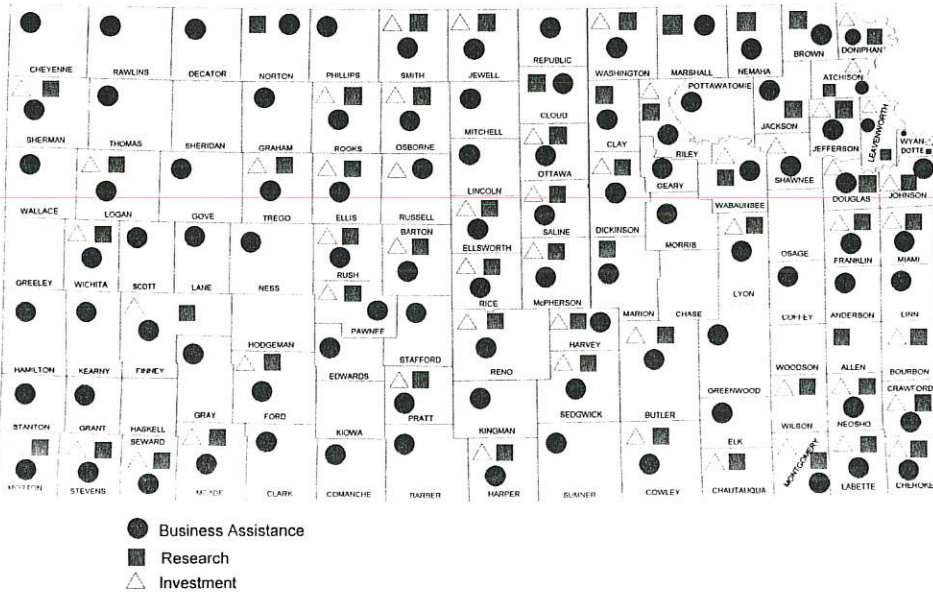 CHEYENNE RAWLINS DECATOR NORTON PHILLIPS SMITH JEWELL REPUBLIC WASHINGTON MARSHALL NEMAHA BROWN DONIPHAN
POTTAWATOMIE ATCHISON
SHERMAN THOMAS SHERIDAN GRAHAM ROOKS OSBORNE MITCHELL CLOUD CLAY RILEY JACKSON JEFFERSON LEAVENWORTH WYAN DOTTE
LINCOLN OTTAWA GEARY SHAWNEE
WALLACE LOGAN GOVE TREGO ELLIS RUSSELL WABAUNSEE DOUGLAS JOHNSON
BARTON ELLSWORTH SALINE DICKINSON MORRIS
GREELEY WICHITA SCOTT LANE NESS RUSH OSAGE FRANKLIN MIAMI
RICE McPHERSON MARION CHASE LYON
PAWNEE COFFEY ANDERSON LINN
HODGEMAN STAFFORD HARVEY
HAMILTON KEARNY FINNEY EDWARDS RENO WOODSON ALLEN BOURBON
GREENWOOD CRAWFORD
STANTON GRANT HASKELL GRAY FORD KIOWA PRATT KINGMAN SEDGWICK BUTLER WILSON NEOSHO
SEWARD ELK
MORTON STEVENS MEADE CLARK COMANCHE BARBER HARPER SUMNER COWLEY CHAUTAUQUA MONTGOMERY LABETTE CHEROKE
Business Assistance
Research
Investment